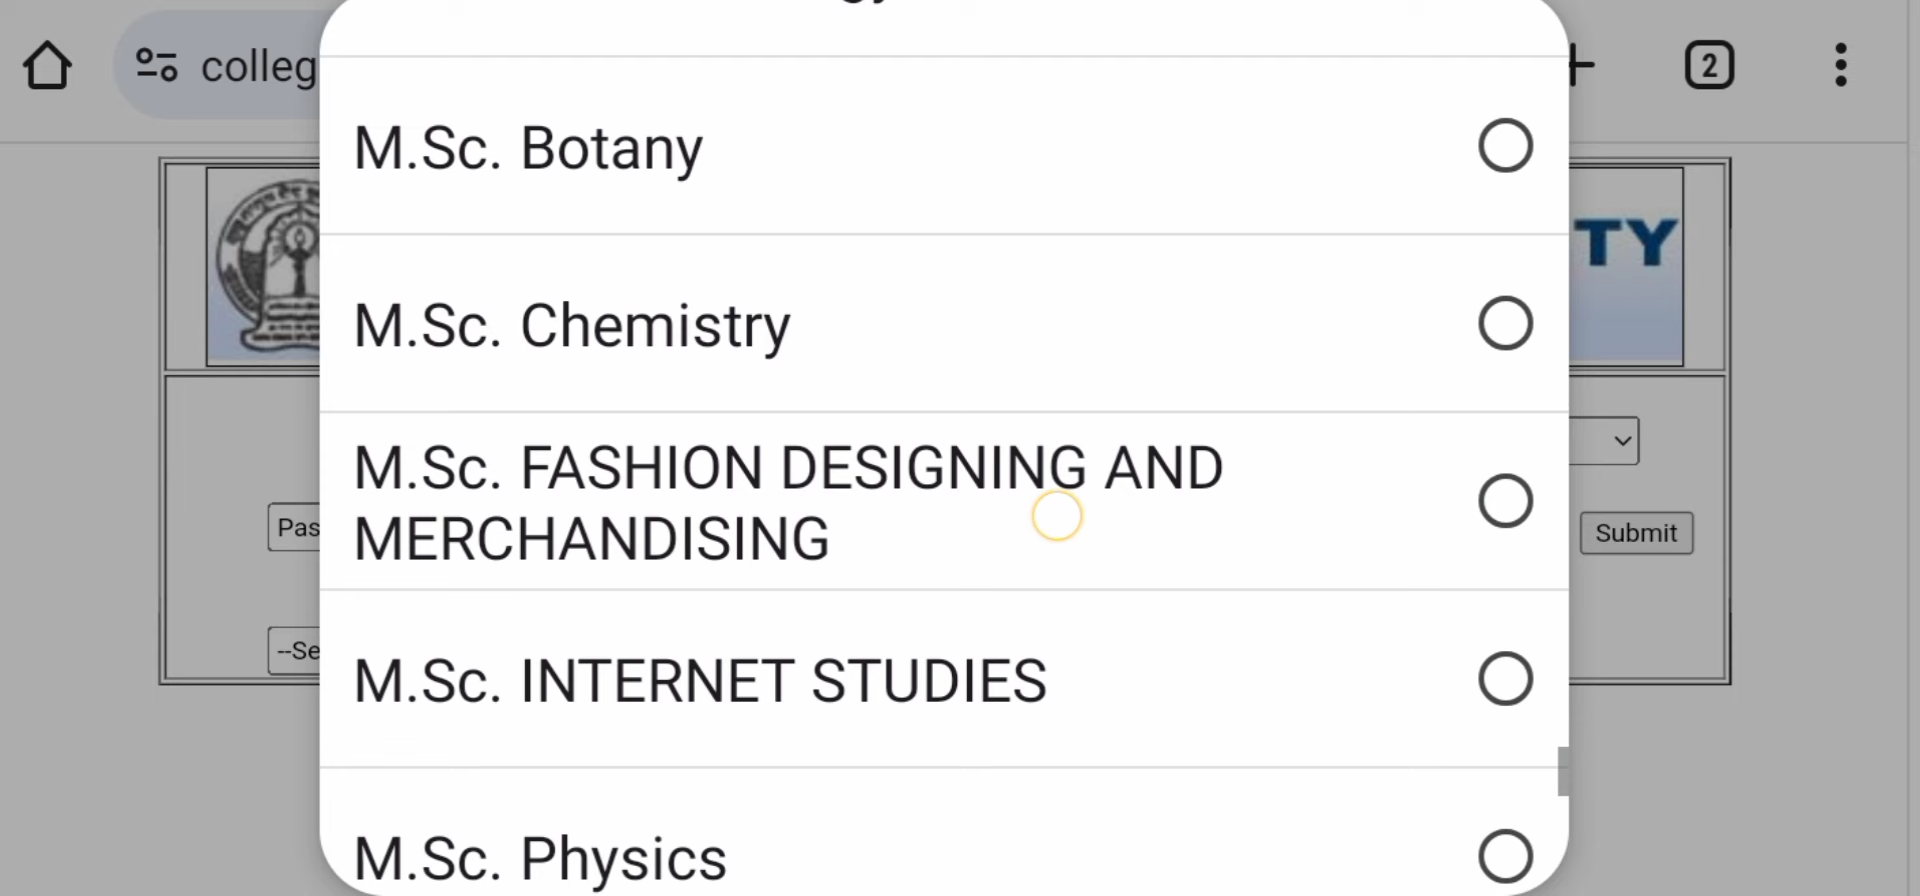 colleg
2
M.Sc. Botany
M.Sc. Chemistry
TY
M.Sc. FASHION DESIGNING AND
MERCHANDISING
Pas
Submit
--Se
M.Sc. INTERNET STUDIES
M.Sc. Physics